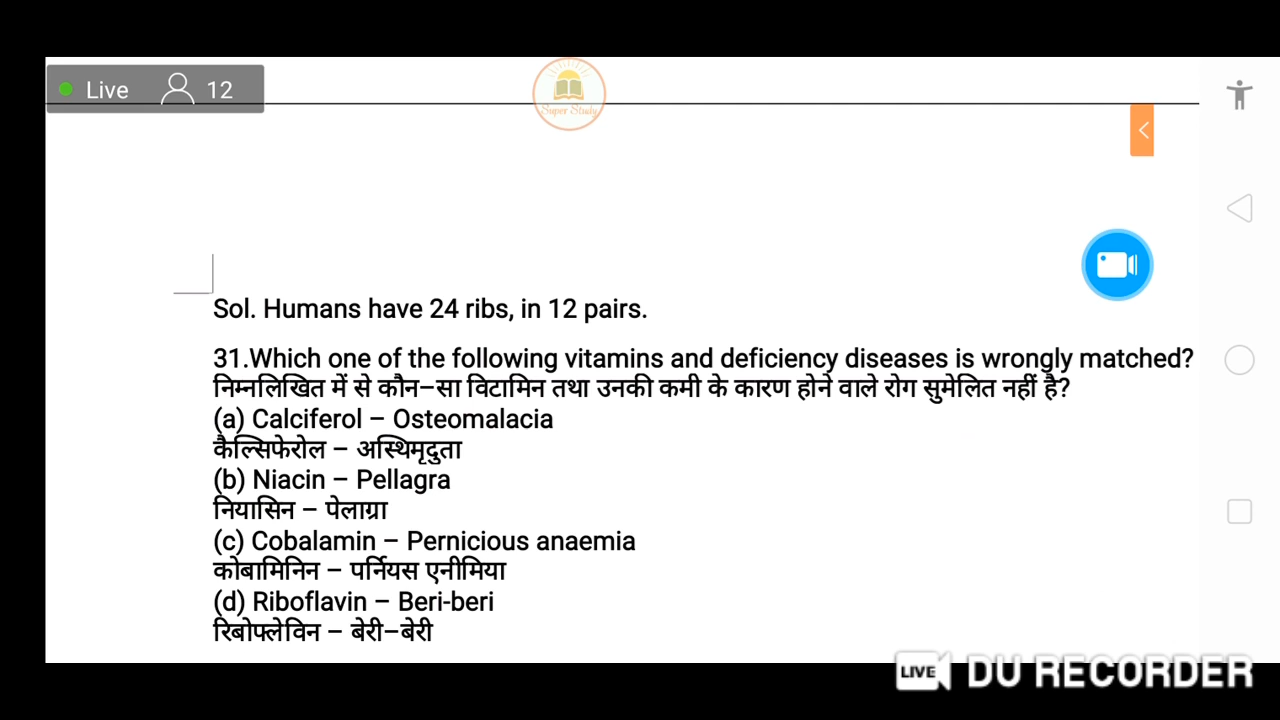 Live 12
Super Study
Sol. Humans have 24 ribs, in 12 pairs.
31.Which one of the following vitamins and deficiency diseases is wrongly matched?
निम्नलिखित में से कौन–सा विटामिन तथा उनकी कमी के कारण होने वाले रोग सुमेलित नहीं है?
(a) Calciferol – Osteomalacia
कैल्सिफेरोल – अस्थिमृदुता
(b) Niacin – Pellagra
नियासिन – पेलाग्रा
(c) Cobalamin – Pernicious anaemia
कोबामिनिन – पर्नियस एनीमिया
(d) Riboflavin – Beri-beri
रिबोफ्लेविन – बेरी–बेरी
LIVE DU RECORDER